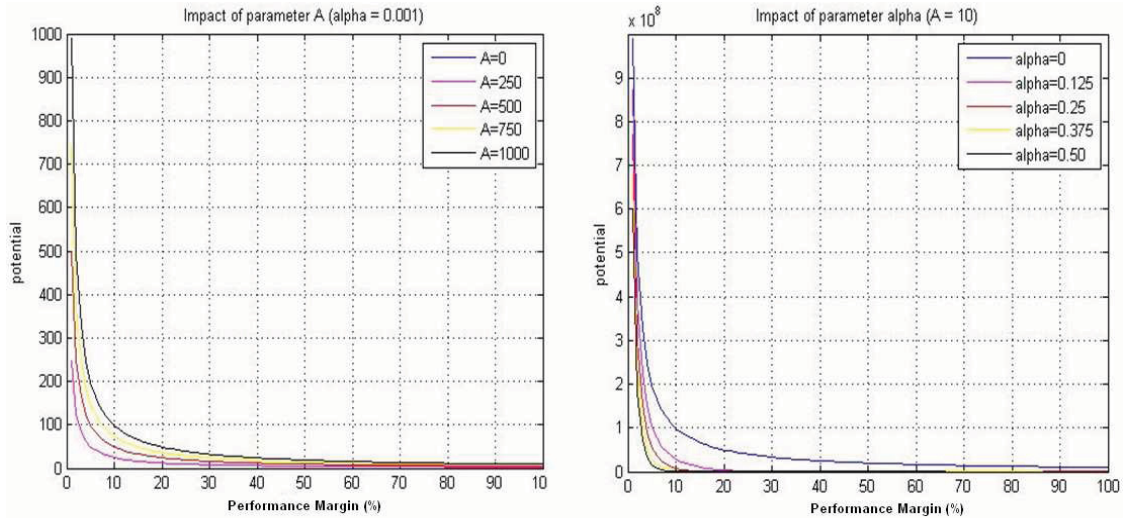 Impact of parameter A (alpha = 0.001)
1000
900
800
700
600
500
400
300
200
100
0
potential
A=0
A=250
A=500
A=750
A=1000
0 10 20 30 40 50 60 70 80 90 10
Performance Margin (%)
Impact of parameter alpha (A = 10)
x 10^8
9
8
7
6
5
4
3
2
1
0
potential
alpha=0
alpha=0.125
alpha=0.25
alpha=0.375
alpha=0.50
0 10 20 30 40 50 60 70 80 90 100
Performance Margin (%)